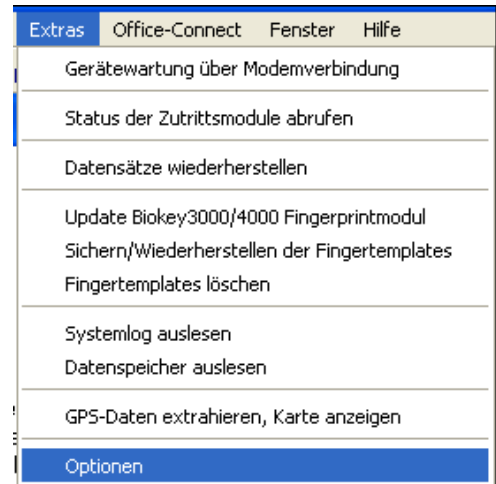 Extras Office-Connect Fenster Hilfe
Gerätewartung über Modemverbindung
Status der Zutrittsmodule abrufen
Datensätze wiederherstellen
Update Biokey3000/4000 Fingerprintmodul
Sichern/Wiederherstellen der Fingertemplates
Fingertemplates löschen
Systemlog auslesen
Datenspeicher auslesen
GPS-Daten extrahieren, Karte anzeigen
Optionen